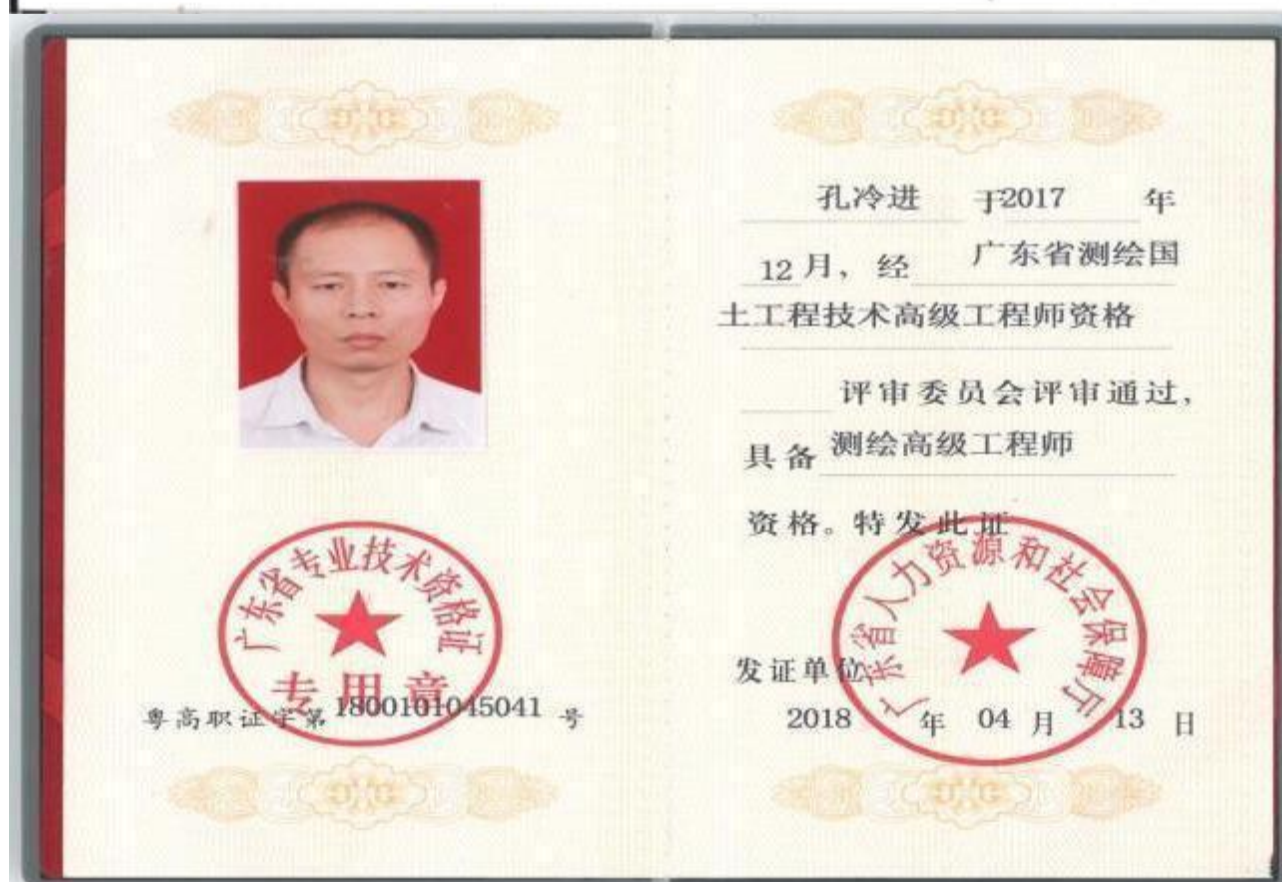 广东省专业技术资格证
专用章
粤高职证字第 1800101045041 号
孔冷进 于2017 年
12月，经 广东省测绘国
土工程技术高级工程师资格
评审委员会评审通过，
具备 测绘高级工程师
资格。特发此证
广东省人力资源和社会保障厅
发证单位
2018 年 04 月 13 日